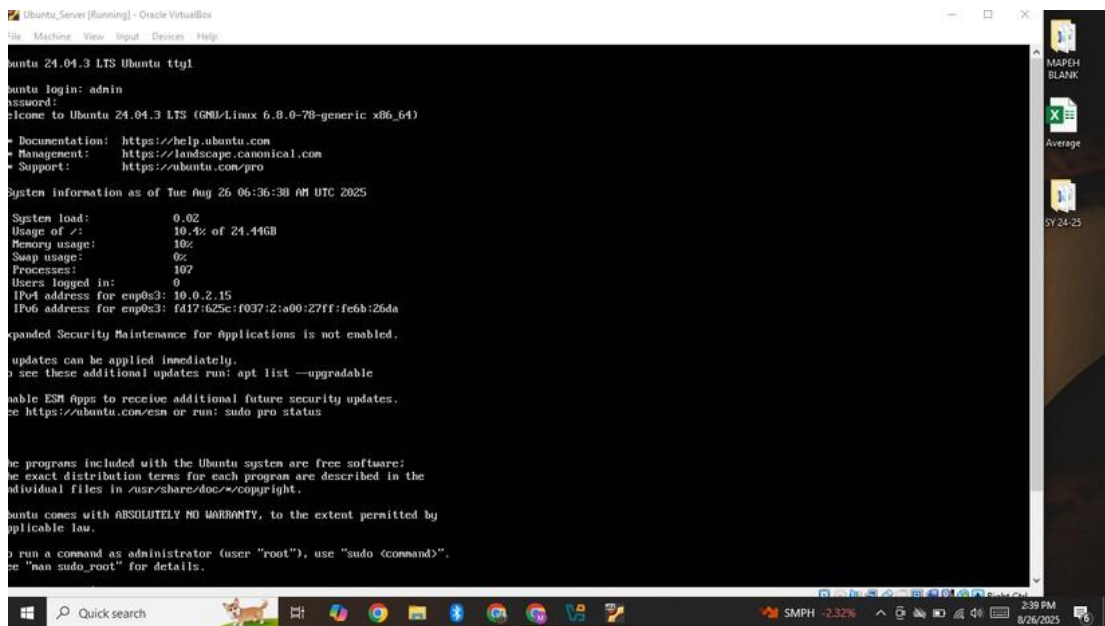 Ubuntu_Server [Running] - Oracle VirtualBox
File Machine View Input Devices Help
buntu 24.04.3 LTS Ubuntu tty1
buntu login: admin
assword:
elcome to Ubuntu 24.04.3 LTS (GNU/Linux 6.8.0-78-generic x86_64)
* Documentation: https://help.ubuntu.com
* Management: https://landscape.canonical.com
* Support: https://ubuntu.com/pro
System information as of Tue Aug 26 06:36:38 AM UTC 2025
System load: 0.02
Usage of /: 10.4% of 24.44GB
Memory usage: 10%
Swap usage: 0%
Processes: 107
Users logged in: 0
IPv4 address for enp0s3: 10.0.2.15
IPv6 address for enp0s3: fd17:625c:f037:2:a00:27ff:fe6b:26da
xpanded Security Maintenance for Applications is not enabled.
updates can be applied immediately.
o see these additional updates run: apt list --upgradable
nable ESM Apps to receive additional future security updates.
ee https://ubuntu.com/esm or run: sudo pro status
he programs included with the Ubuntu system are free software;
he exact distribution terms for each program are described in the
ndividual files in /usr/share/doc/*/copyright.
buntu comes with ABSOLUTELY NO WARRANTY, to the extent permitted by
pplicable law.
o run a command as administrator (user "root"), use "sudo <command>".
ee "man sudo_root" for details.
MAPEH
BLANK
Average
SY 24-25
Right Ctrl
Quick search
SMPH -2.32%
2:39 PM
8/26/2025
6